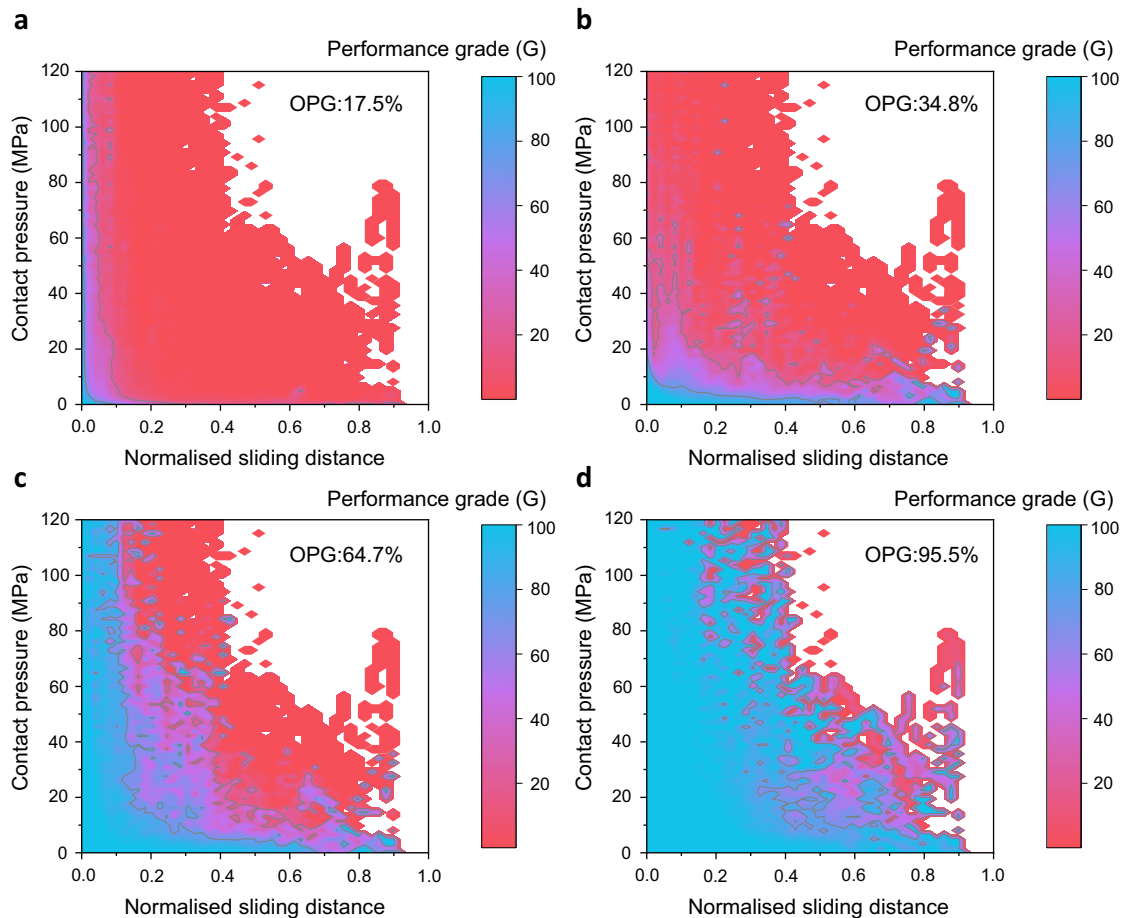 a
Performance grade (G)
OPG:17.5%
Contact pressure (MPa)
120
100
80
60
40
20
0
0.0 0.2 0.4 0.6 0.8 1.0
Normalised sliding distance
100
80
60
40
20
b
Performance grade (G)
OPG:34.8%
Contact pressure (MPa)
120
100
80
60
40
20
0
0.0 0.2 0.4 0.6 0.8 1.0
Normalised sliding distance
100
80
60
40
20
c
Performance grade (G)
OPG:64.7%
Contact pressure (MPa)
120
100
80
60
40
20
0
0.0 0.2 0.4 0.6 0.8 1.0
Normalised sliding distance
100
80
60
40
20
d
Performance grade (G)
OPG:95.5%
Contact pressure (MPa)
120
100
80
60
40
20
0
0.0 0.2 0.4 0.6 0.8 1.0
Normalised sliding distance
100
80
60
40
20